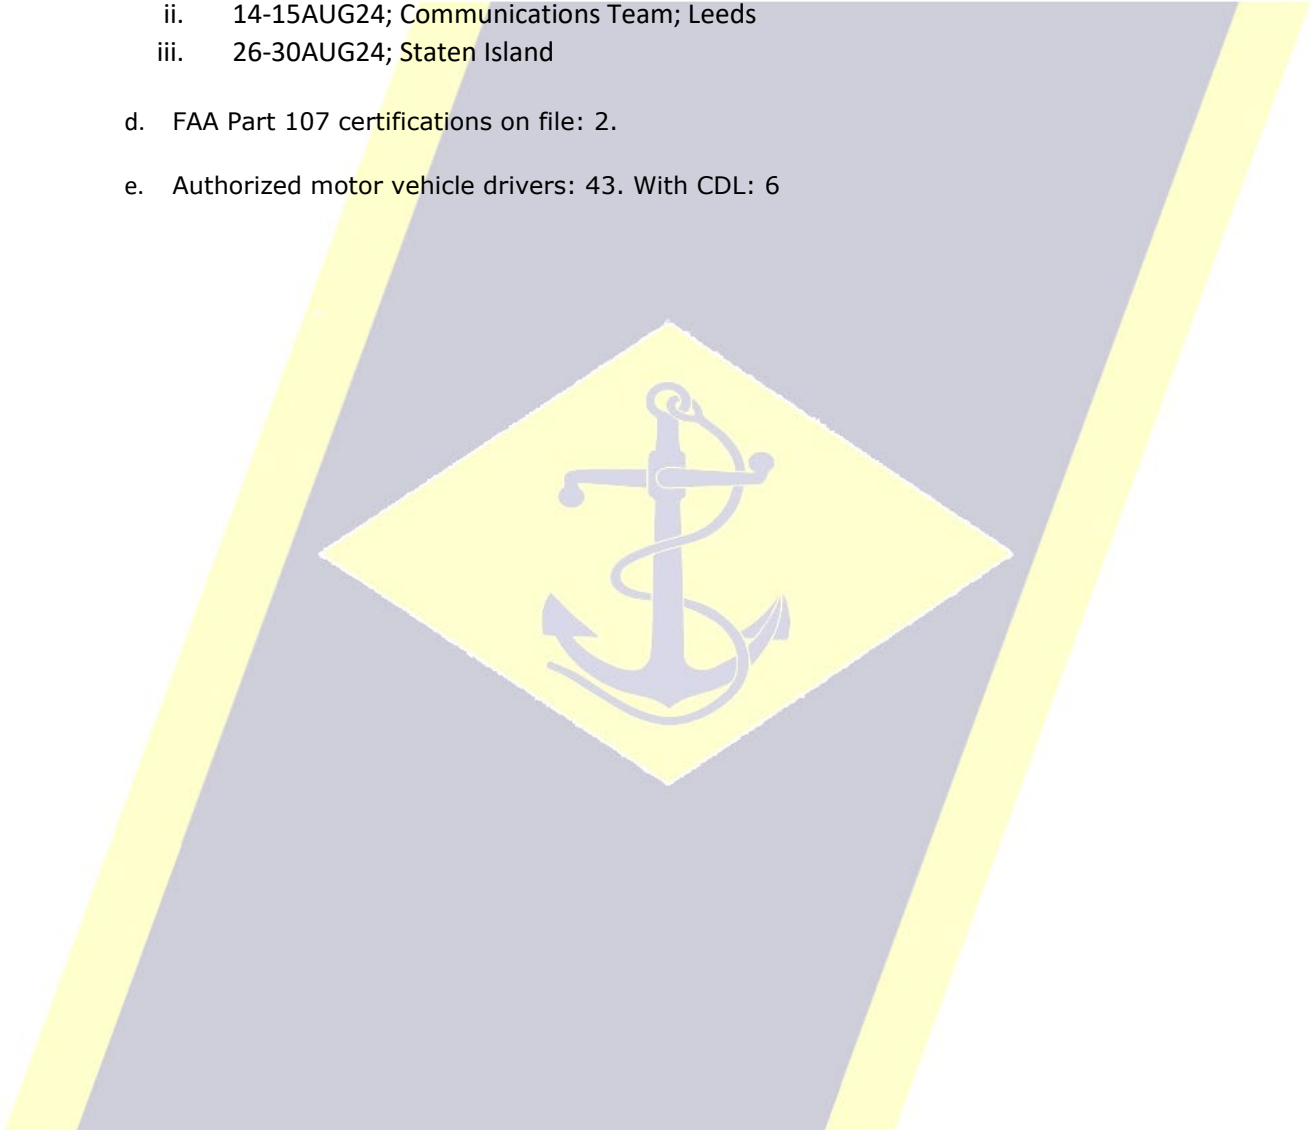 ii. 14-15AUG24; Communications Team; Leeds
iii. 26-30AUG24; Staten Island
d. FAA Part 107 certifications on file: 2.
e. Authorized motor vehicle drivers: 43. With CDL: 6